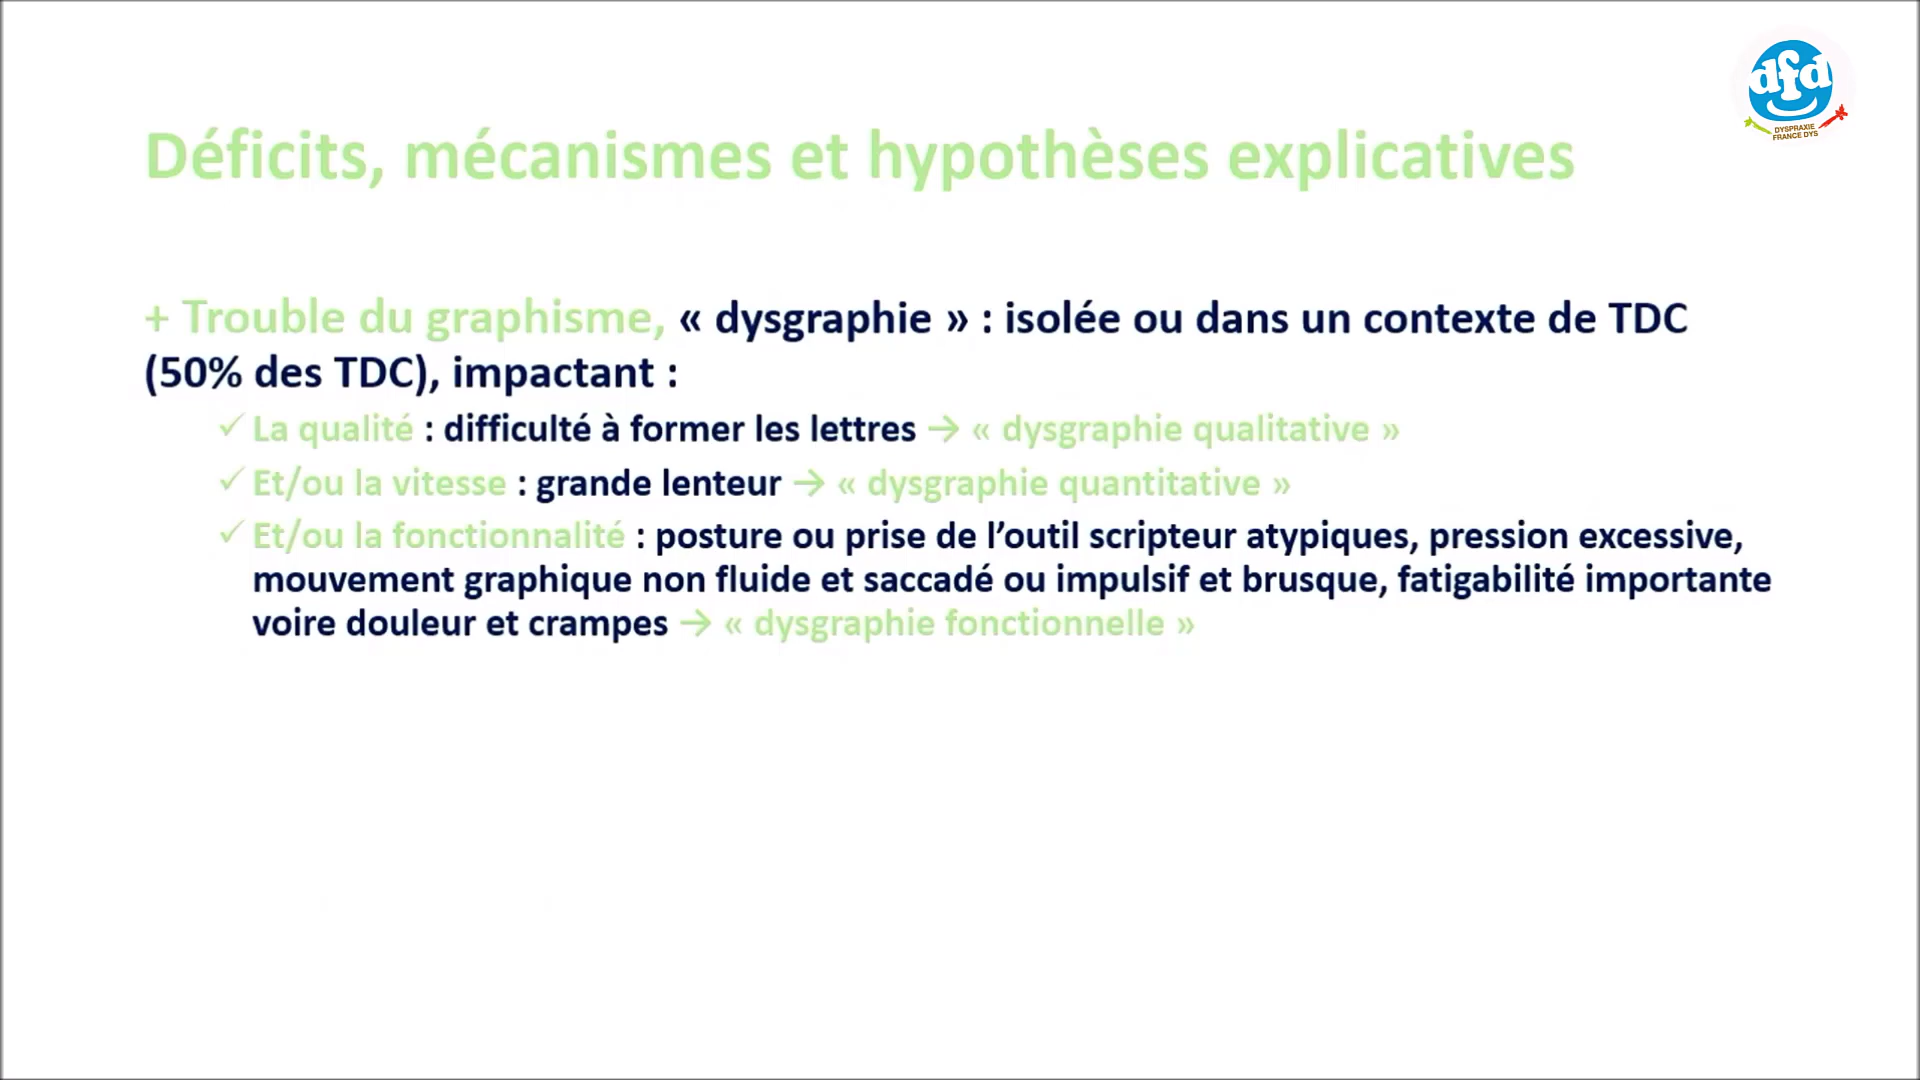 dfd
DYSPRAXIE
FRANCE DYS
Déficits, mécanismes et hypothèses explicatives
+ Trouble du graphisme, « dysgraphie » : isolée ou dans un contexte de TDC
(50% des TDC), impactant :
✓ La qualité : difficulté à former les lettres → « dysgraphie qualitative »
✓ Et/ou la vitesse : grande lenteur → « dysgraphie quantitative »
✓ Et/ou la fonctionnalité : posture ou prise de l’outil scripteur atypiques, pression excessive,
mouvement graphique non fluide et saccadé ou impulsif et brusque, fatigabilité importante
voire douleur et crampes → « dysgraphie fonctionnelle »